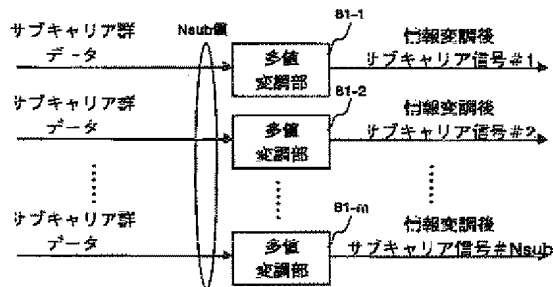 サブキャリア群
データ
Nsub個
81-1
多値
変調部
情報変調後
サブキャリア信号#1
サブキャリア群
データ
81-2
多値
変調部
情報変調後
サブキャリア信号#2
サブキャリア群
データ
81-m
多値
変調部
情報変調後
サブキャリア信号#Nsub